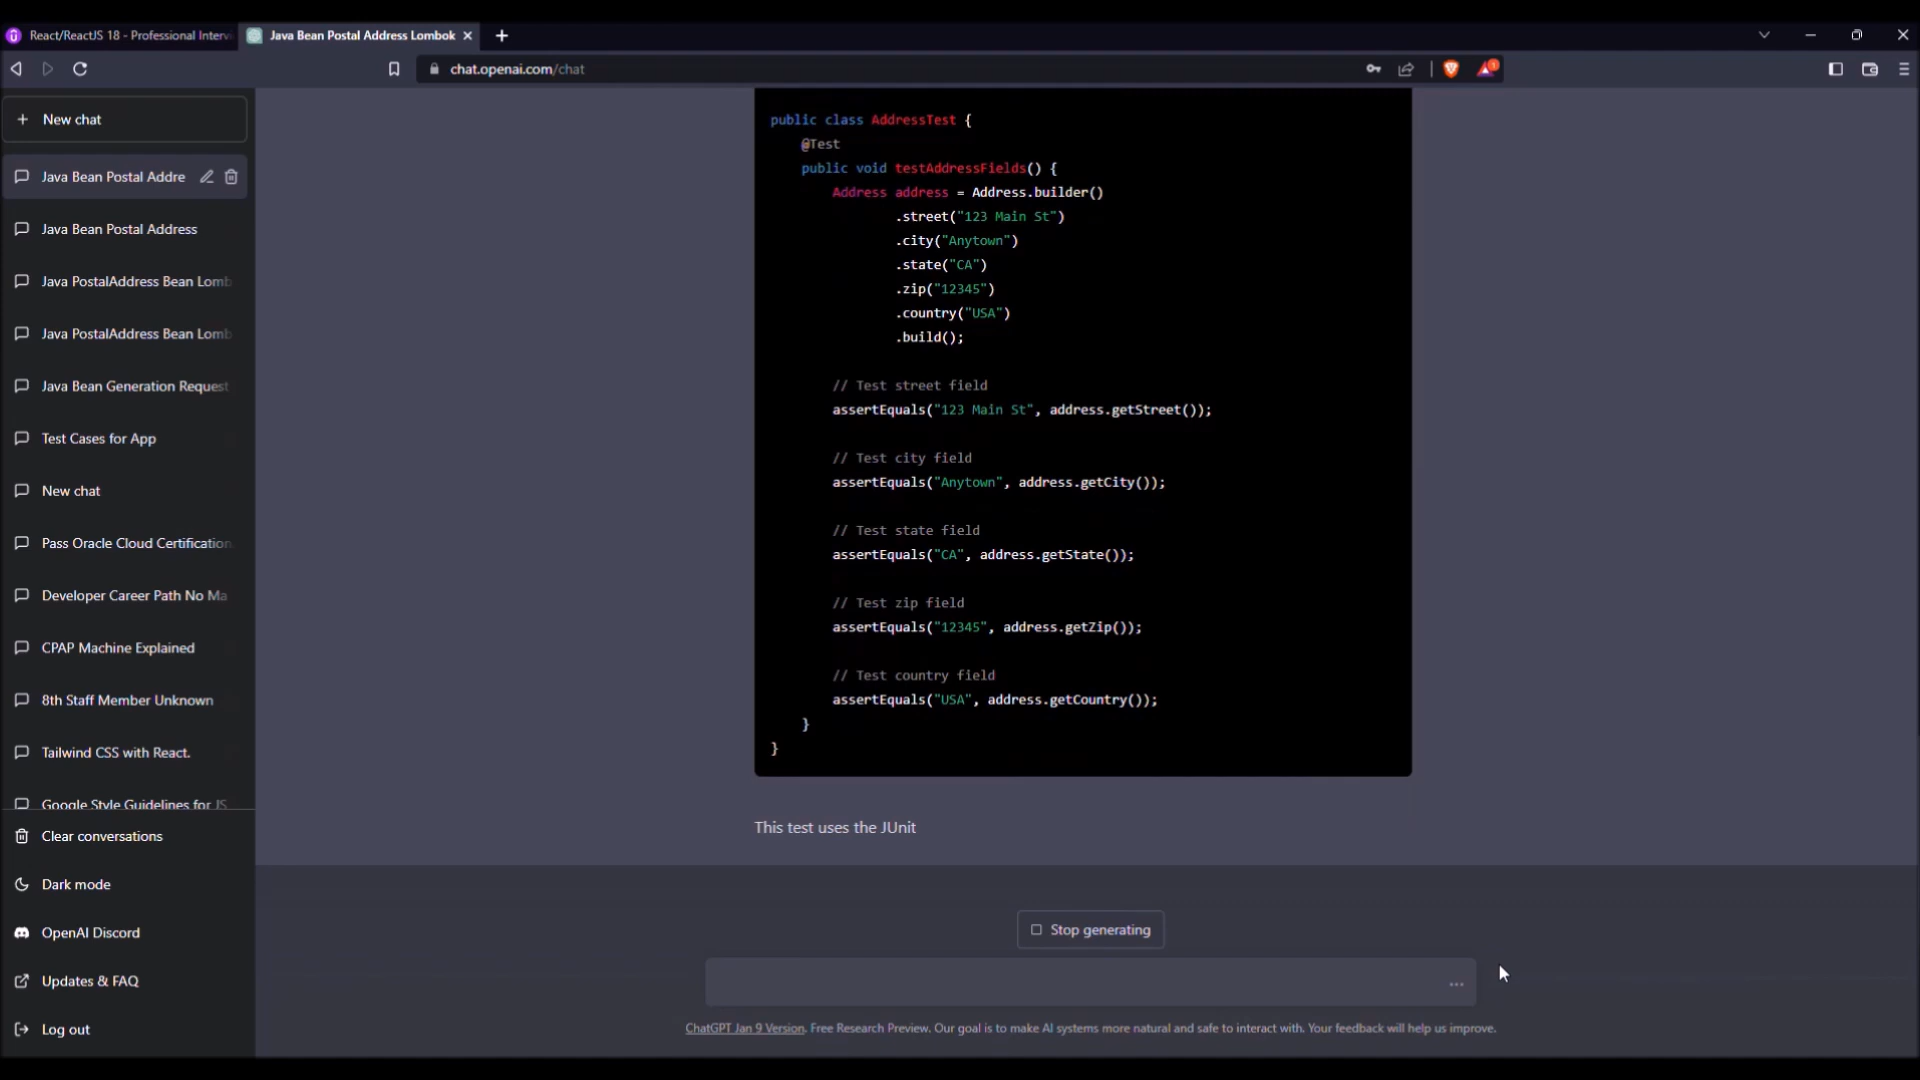 React/ReactJS 18 - Professional Interv
Java Bean Postal Address Lombok
chat.openai.com/chat
1
New chat
Java Bean Postal Addre
Java Bean Postal Address
Java PostalAddress Bean Lomb
Java PostalAddress Bean Lomb
Java Bean Generation Request
Test Cases for App
New chat
Pass Oracle Cloud Certification.
Developer Career Path No Ma
CPAP Machine Explained
8th Staff Member Unknown
Tailwind CSS with React.
Google Style Guidelines for JS
Clear conversations
Dark mode
OpenAI Discord
Updates & FAQ
Log out
public class AddressTest {
@Test
public void testAddressFields() {
Address address = Address.builder()
.street("123 Main St")
.city("Anytown")
.state("CA")
.zip("12345")
.country("USA")
.build();
// Test street field
assertEquals("123 Main St", address.getStreet());
// Test city field
assertEquals("Anytown", address.getCity());
// Test state field
assertEquals("CA", address.getState());
// Test zip field
assertEquals("12345", address.getZip());
// Test country field
assertEquals("USA", address.getCountry());
}
}
This test uses the JUnit
Stop generating
...
ChatGPT Jan 9 Version. Free Research Preview. Our goal is to make AI systems more natural and safe to interact with. Your feedback will help us improve.